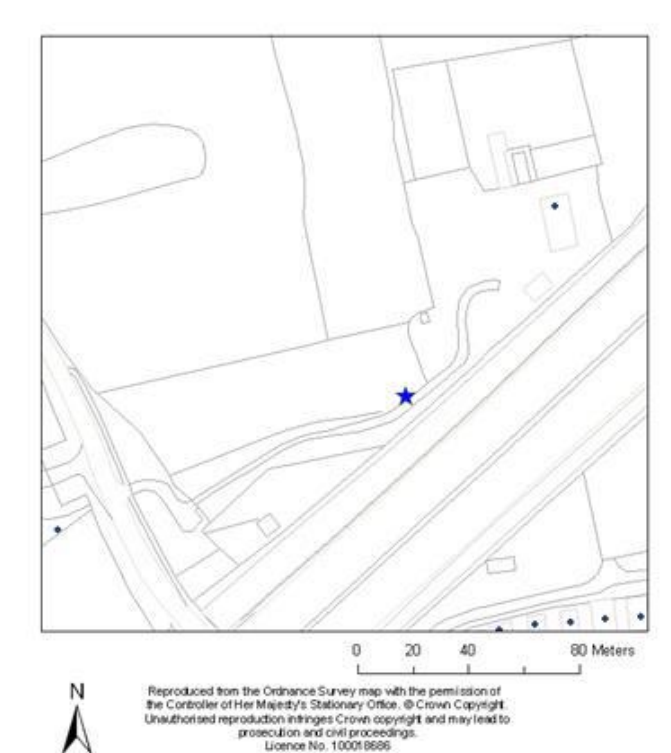 0 20 40 80 Meters
N
Reproduced from the Ordnance Survey map with the permission of
the Controller of Her Majesty's Stationary Office. © Crown Copyright.
Unauthorised reproduction infringes Crown copyright and may lead to
prosecution and civil proceedings.
Licence No. 100018686